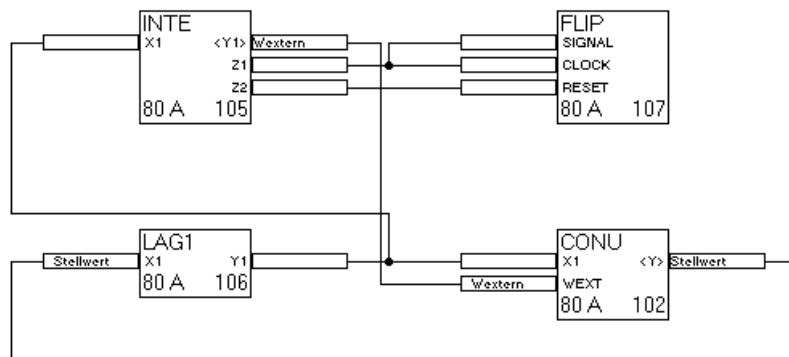 INTE FLIP
X1 <Y1> Wextern SIGNAL
Z1 CLOCK
Z2 RESET
80 A 105 80 A 107
LAG1 CONU
Stellwert X1 Y1 X1 <Y> Stellwert
Wextern WEXT
80 A 106 80 A 102